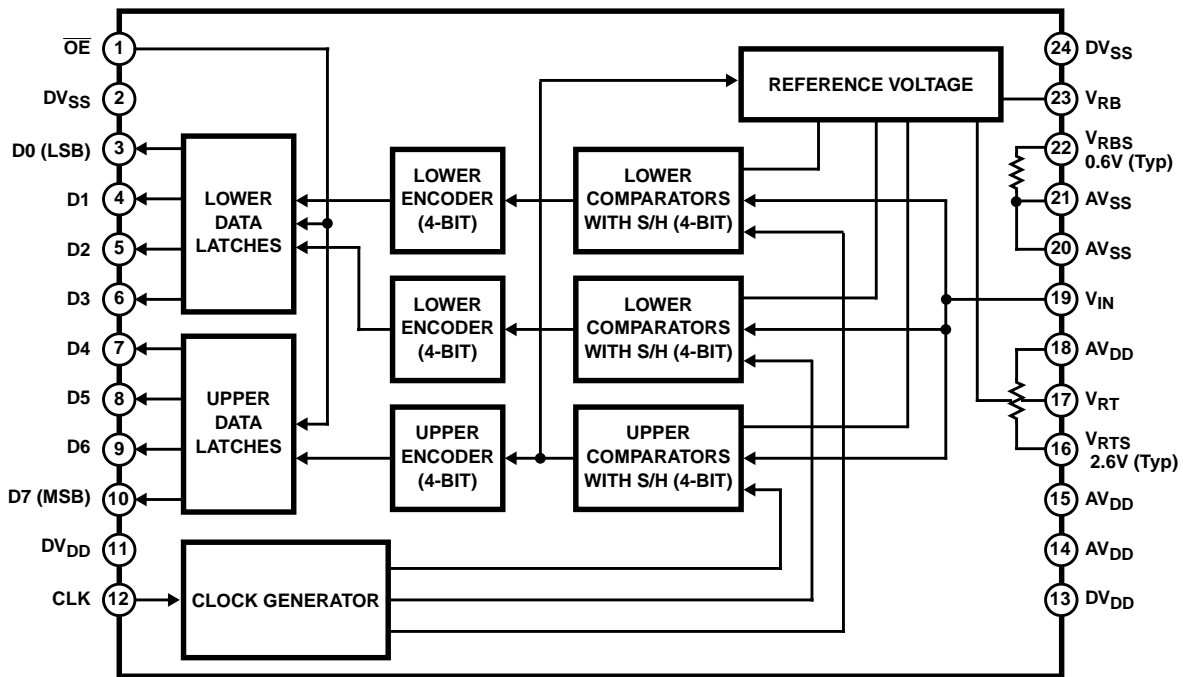 OE
1
DVSS
2
D0 (LSB)
3
D1
4
D2
5
D3
6
D4
7
D5
8
D6
9
D7 (MSB)
10
DVDD
11
CLK
12
LOWER
DATA
LATCHES
UPPER
DATA
LATCHES
CLOCK GENERATOR
LOWER
ENCODER
(4-BIT)
LOWER
ENCODER
(4-BIT)
UPPER
ENCODER
(4-BIT)
LOWER
COMPARATORS
WITH S/H (4-BIT)
LOWER
COMPARATORS
WITH S/H (4-BIT)
UPPER
COMPARATORS
WITH S/H (4-BIT)
REFERENCE VOLTAGE
24
DVSS
23
VRB
22
VRBS
0.6V (Typ)
21
AVSS
20
AVSS
19
VIN
18
AVDD
17
VRT
16
VRTS
2.6V (Typ)
15
AVDD
14
AVDD
13
DVDD